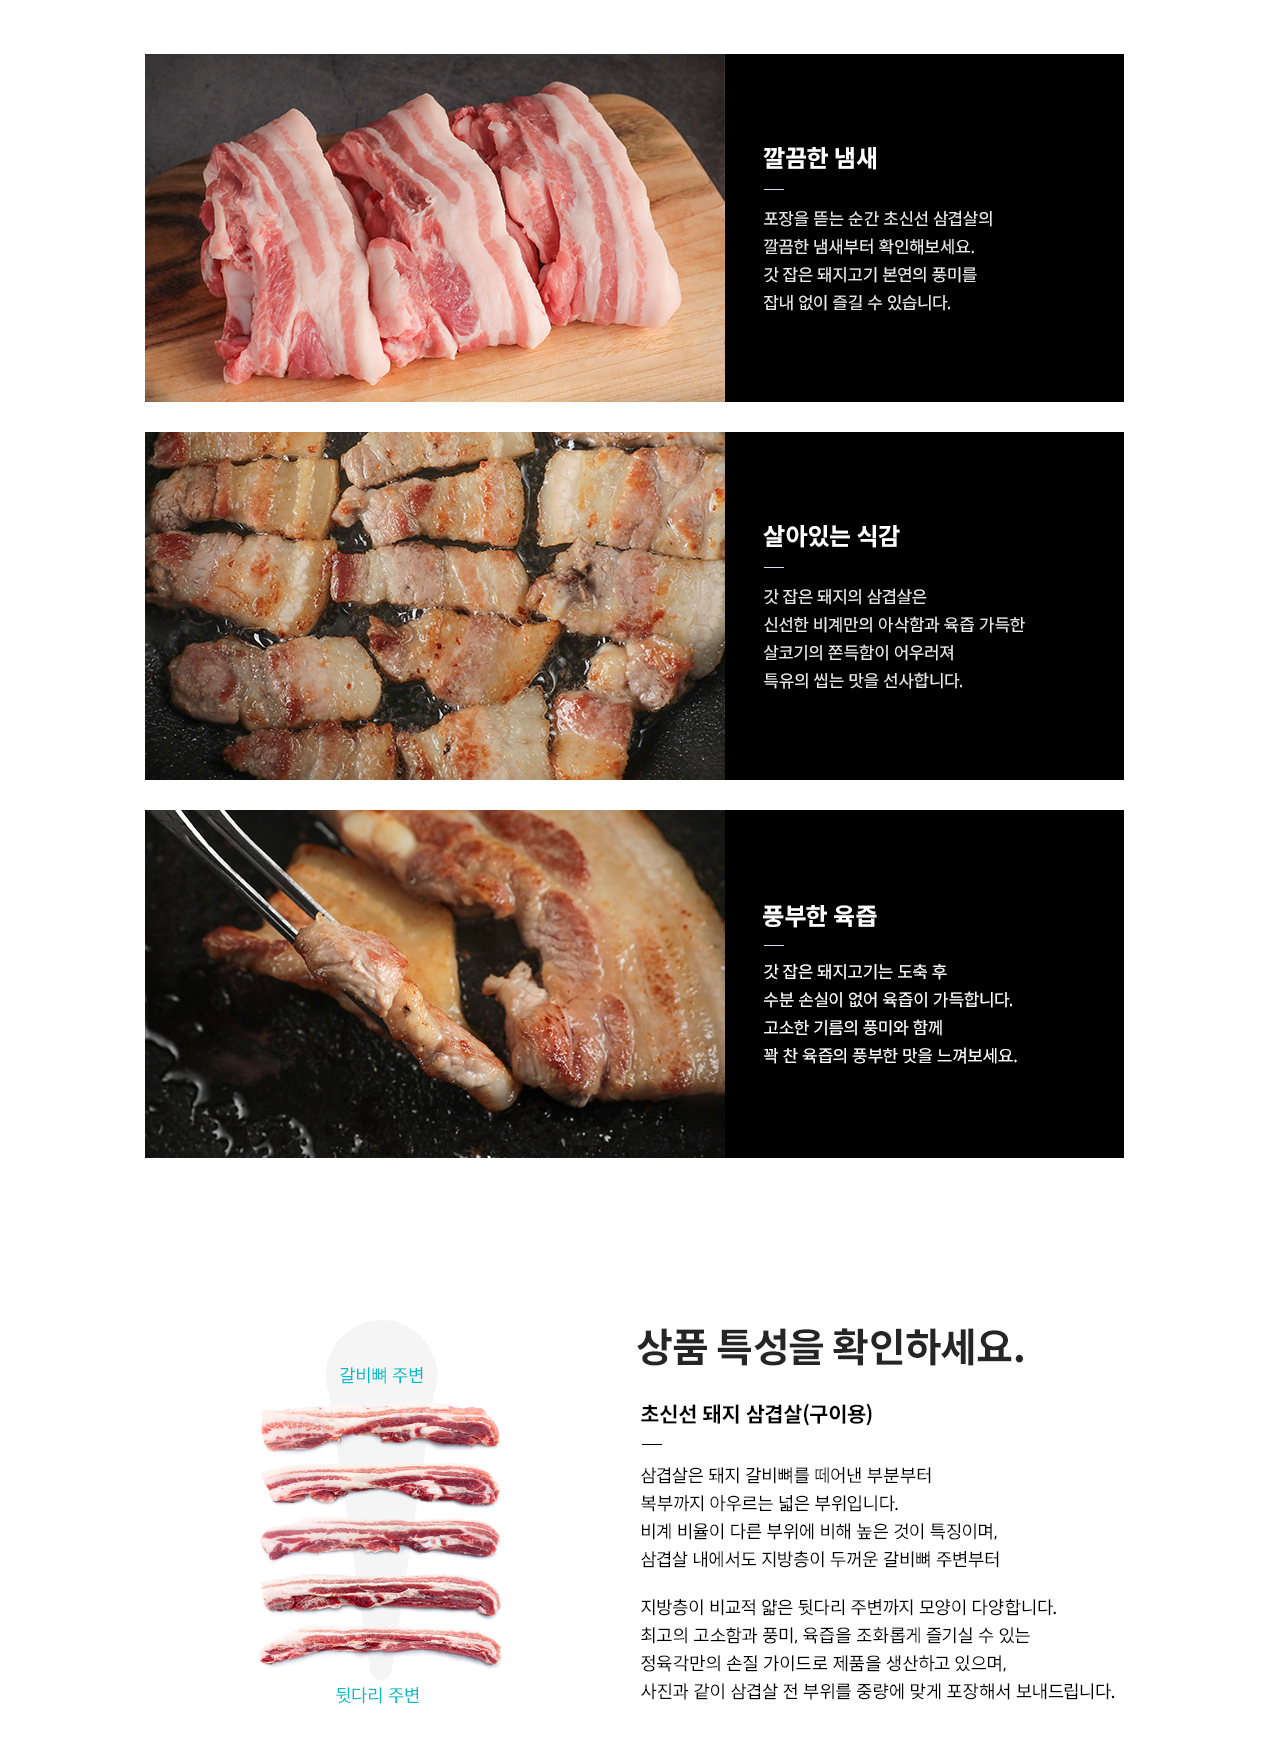 깔끔한 냄새
포장을 뜯는 순간 초신선 삼겹살의
깔끔한 냄새부터 확인해보세요.
갓 잡은 돼지고기 본연의 풍미를
잡내 없이 즐길 수 있습니다.
살아있는 식감
갓 잡은 돼지의 삼겹살은
신선한 비계만의 아삭함과 육즙 가득한
살코기의 쫀득함이 어우러져
특유의 씹는 맛을 선사합니다.
풍부한 육즙
갓 잡은 돼지고기는 도축 후
수분 손실이 없어 육즙이 가득합니다.
고소한 기름의 풍미와 함께
꽉 찬 육즙의 풍부한 맛을 느껴보세요.
갈비뼈 주변
뒷다리 주변
상품 특성을 확인하세요.
초신선 돼지 삼겹살(구이용)
삼겹살은 돼지 갈비뼈를 떼어낸 부분부터
복부까지 아우르는 넓은 부위입니다.
비계 비율이 다른 부위에 비해 높은 것이 특징이며,
삼겹살 내에서도 지방층이 두꺼운 갈비뼈 주변부터
지방층이 비교적 얇은 뒷다리 주변까지 모양이 다양합니다.
최고의 고소함과 풍미, 육즙을 조화롭게 즐기실 수 있는
정육각만의 손질 가이드로 제품을 생산하고 있으며,
사진과 같이 삼겹살 전 부위를 중량에 맞게 포장해서 보내드립니다.